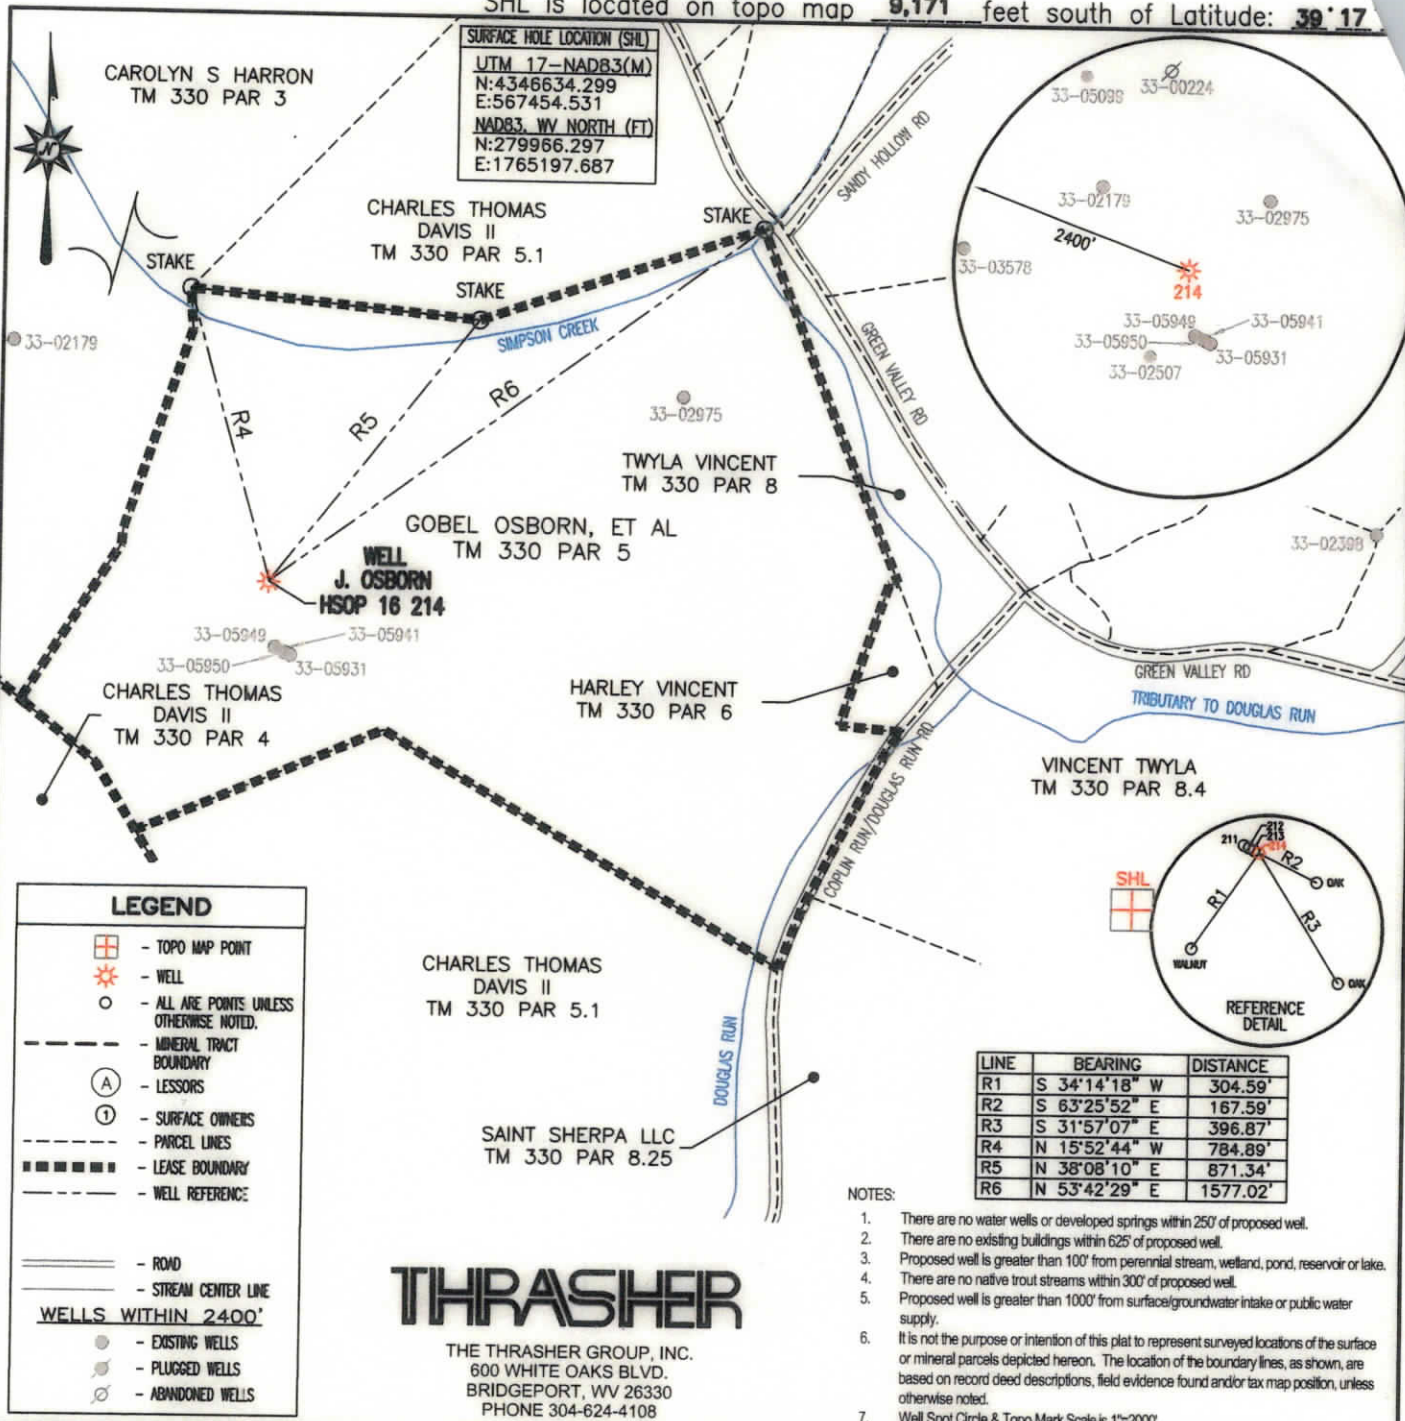 SHL is located on topo map 9,171 feet south of Latitude: 39°17
SURFACE HOLE LOCATION (SHL)
UTM 17-NAD83(M)
N:4346634.299
E:567454.531
NAD83, WV NORTH (FT)
N:279966.297
E:1765197.687
CAROLYN S HARRON
TM 330 PAR 3
N
CHARLES THOMAS
DAVIS II
TM 330 PAR 5.1
STAKE
STAKE
STAKE
SIMPSON CREEK
SANDY HOLLOW RD
GREEN VALLEY RD
33-05098
33-00224
33-02179
33-02975
2400'
33-03578
214
33-05949
33-05941
33-05950
33-05931
33-02507
33-02179
R4
R5
R6
33-02975
TWYLA VINCENT
TM 330 PAR 8
GOBEL OSBORN, ET AL
TM 330 PAR 5
WELL
J. OSBORN
HSOP 16 214
33-02398
33-05949
33-05941
33-05950
33-05931
CHARLES THOMAS
DAVIS II
TM 330 PAR 4
HARLEY VINCENT
TM 330 PAR 6
GREEN VALLEY RD
TRIBUTARY TO DOUGLAS RUN
COPLIN RUN/DOUGLAS RUN RD
VINCENT TWYLA
TM 330 PAR 8.4
SHL
211
212
213
214
R1
R2
R3
OAK
WALNUT
OAK
REFERENCE
DETAIL
CHARLES THOMAS
DAVIS II
TM 330 PAR 5.1
DOUGLAS RUN
SAINT SHERPA LLC
TM 330 PAR 8.25
LEGEND
- TOPO MAP POINT
- WELL
- ALL ARE POINTS UNLESS
OTHERWISE NOTED.
- MINERAL TRACT
BOUNDARY
A - LESSORS
1 - SURFACE OWNERS
- PARCEL LINES
- LEASE BOUNDARY
- WELL REFERENCE
- ROAD
- STREAM CENTER LINE
WELLS WITHIN 2400'
- EXISTING WELLS
- PLUGGED WELLS
- ABANDONED WELLS
LINE BEARING DISTANCE
R1 S 34°14'18" W 304.59'
R2 S 63°25'52" E 167.59'
R3 S 31°57'07" E 396.87'
R4 N 15°52'44" W 784.89'
R5 N 38°08'10" E 871.34'
R6 N 53°42'29" E 1577.02'
THRASHER
THE THRASHER GROUP, INC.
600 WHITE OAKS BLVD.
BRIDGEPORT, WV 26330
PHONE 304-624-4108
NOTES:
1. There are no water wells or developed springs within 250' of proposed well.
2. There are no existing buildings within 625' of proposed well.
3. Proposed well is greater than 100' from perennial stream, wetland, pond, reservoir or lake.
4. There are no native trout streams within 300' of proposed well.
5. Proposed well is greater than 1000' from surface/groundwater intake or public water
supply.
6. It is not the purpose or intention of this plat to represent surveyed locations of the surface
or mineral parcels depicted hereon. The location of the boundary lines, as shown, are
based on record deed descriptions, field evidence found and/or tax map position, unless
otherwise noted.
7. Well Spot Circle & Topo Mark Scale is 1"=2000'